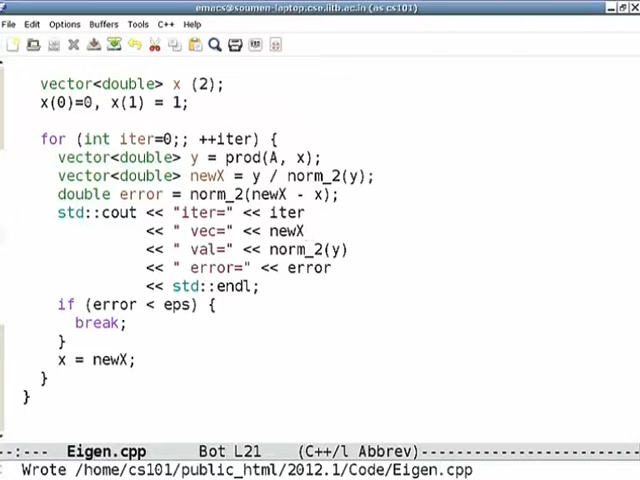 emacs@soumen-laptop.cse.iitb.ac.in (as cs101)
File Edit Options Buffers Tools C++ Help
vector<double> x (2);
x(0)=0, x(1) = 1;
for (int iter=0;; ++iter) {
vector<double> y = prod(A, x);
vector<double> newX = y / norm_2(y);
double error = norm_2(newX - x);
std::cout << "iter=" << iter
<< " vec=" << newX
<< " val=" << norm_2(y)
<< " error=" << error
<< std::endl;
if (error < eps) {
break;
}
x = newX;
}
}
--:--- Eigen.cpp Bot L21 (C++/l Abbrev)--------------------
Wrote /home/cs101/public_html/2012.1/Code/Eigen.cpp